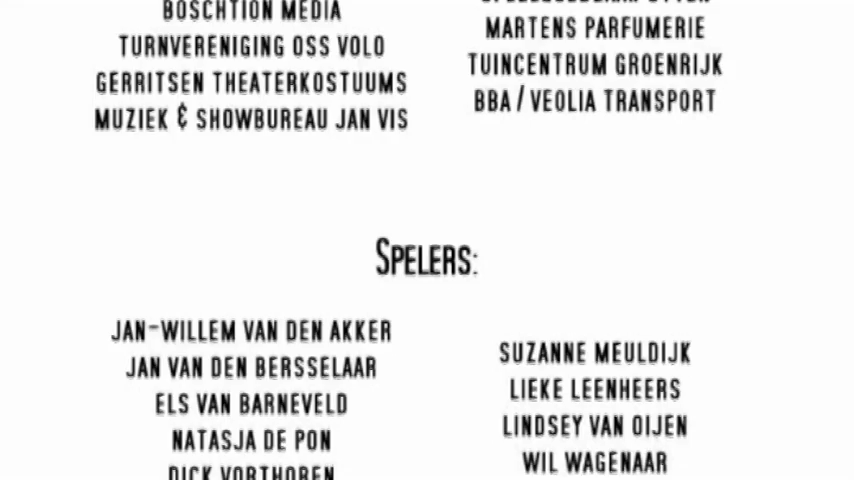 BOSCHTION MEDIA
TURNVERENIGING OSS VOLO
GERRITSEN THEATERKOSTUUMS
MUZIEK & SHOWBUREAU JAN VIS
MARTENS PARFUMERIE
TUINCENTRUM GROENRIJK
BBA / VEOLIA TRANSPORT
SPELERS:
JAN-WILLEM VAN DEN AKKER
JAN VAN DEN BERSSELAAR
ELS VAN BARNEVELD
NATASJA DE PON
DICK
SUZANNE MEULDIJK
LIEKE LEENHEERS
LINDSEY VAN OIJEN
WIL WAGENAAR